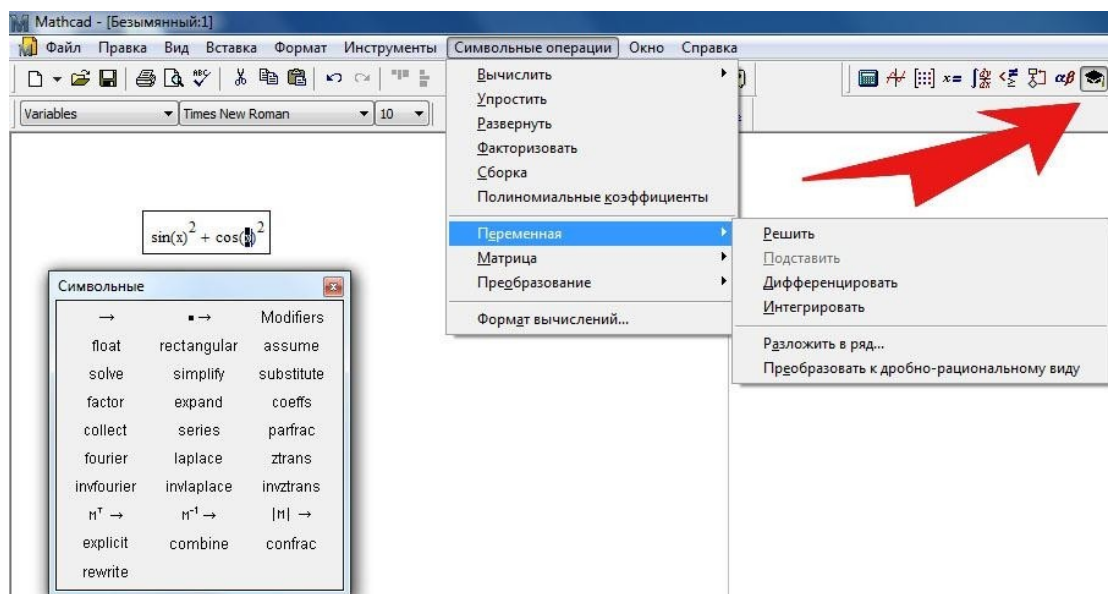 Mathcad - [Безымянный:1]
Файл Правка Вид Вставка Формат Инструменты Символьные операции Окно Справка
Variables Times New Roman 10
x= αβ
Вычислить
Упростить
Развернуть
Факторизовать
Сборка
Полиномиальные коэффициенты
Переменная
Матрица
Преобразование
Формат вычислений...
Решить
Подставить
Дифференцировать
Интегрировать
Разложить в ряд...
Преобразовать к дробно-рациональному виду
sin(x)² + cos(x)²
Символьные
→ ▪→ Modifiers
float rectangular assume
solve simplify substitute
factor expand coeffs
collect series parfrac
fourier laplace ztrans
invfourier invlaplace invztrans
Mᵀ → M⁻¹ → |M| →
explicit combine confrac
rewrite